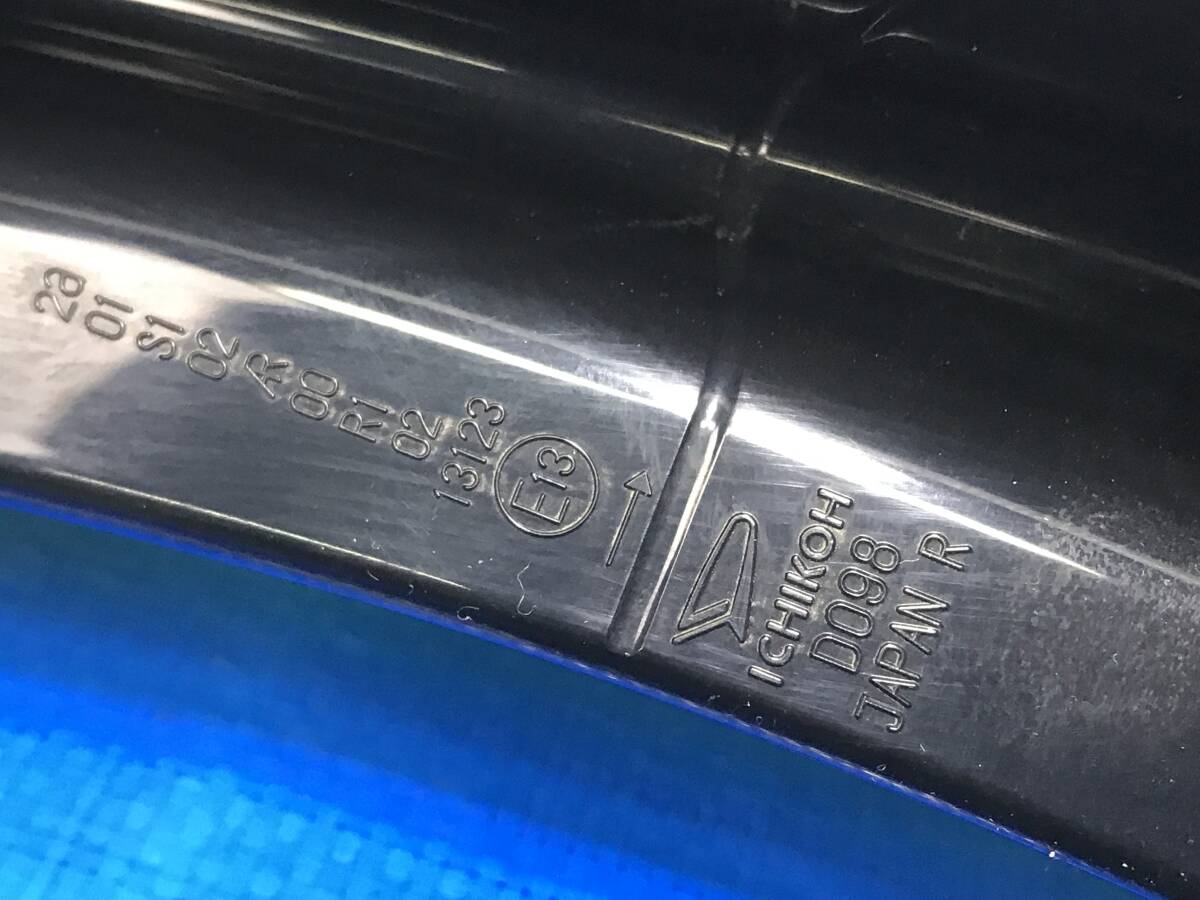 2a
01
S1
02
A
00
R1
02
13123
E13
ICHIKOH
D098
JAPAN R